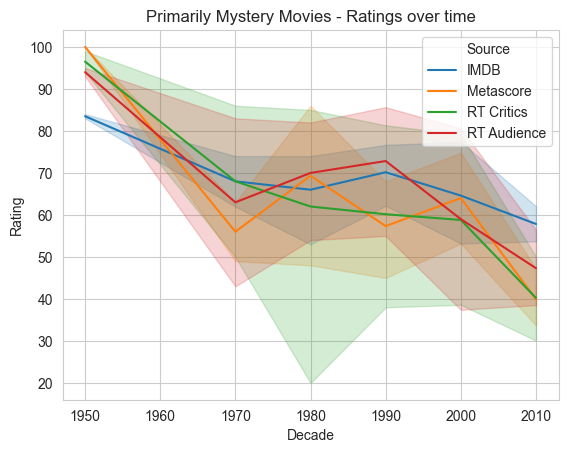 Primarily Mystery Movies - Ratings over time
Source
IMDB
Metascore
RT Critics
RT Audience
Rating
100
90
80
70
60
50
40
30
20
1950
1960
1970
1980
1990
2000
2010
Decade